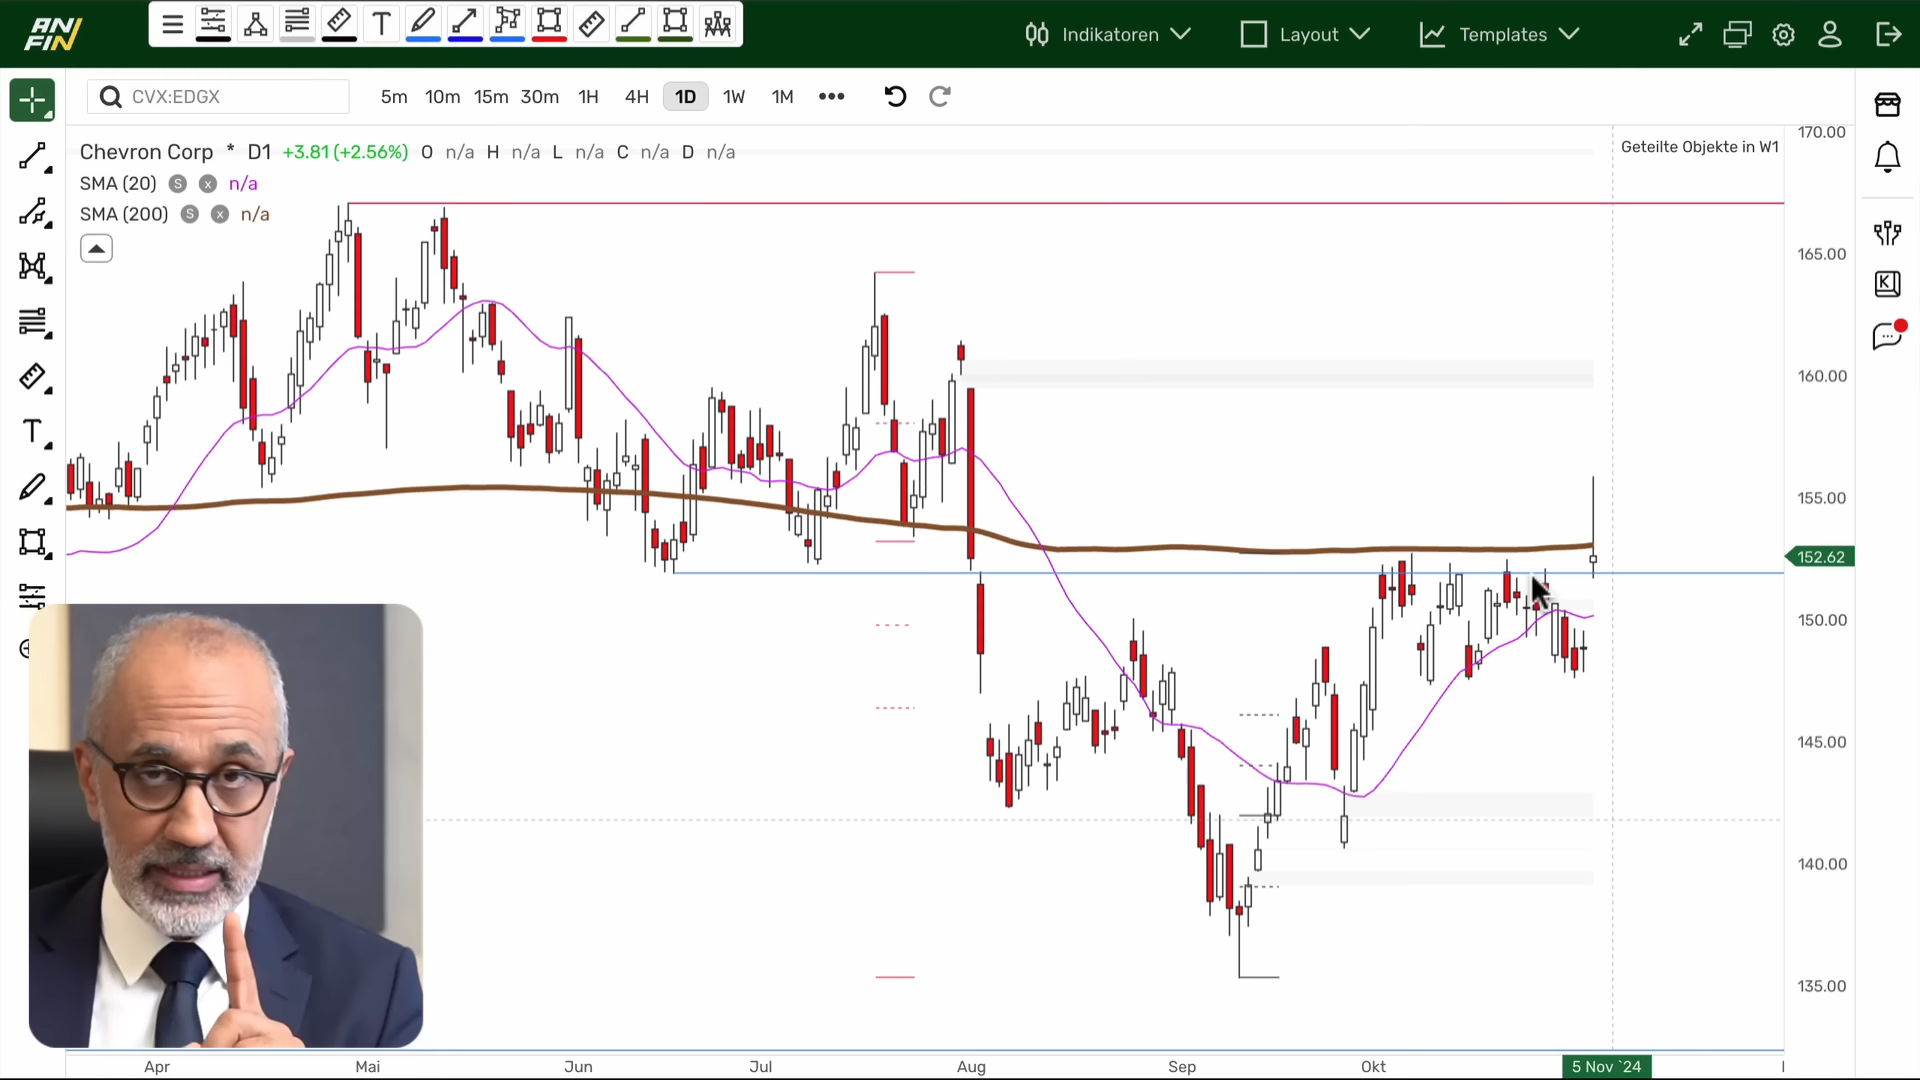 ANFIN
Indikatoren
Layout
Templates
CVX:EDGX
5m 10m 15m 30m 1H 4H 1D 1W 1M
Chevron Corp * D1 +3.81 (+2.56%) O n/a H n/a L n/a C n/a D n/a
Geteilte Objekte in W1
SMA (20) S x n/a
SMA (200) S x n/a
170.00
165.00
160.00
155.00
152.62
150.00
145.00
140.00
135.00
Apr Mai Jun Jul Aug Sep Okt 5 Nov `24